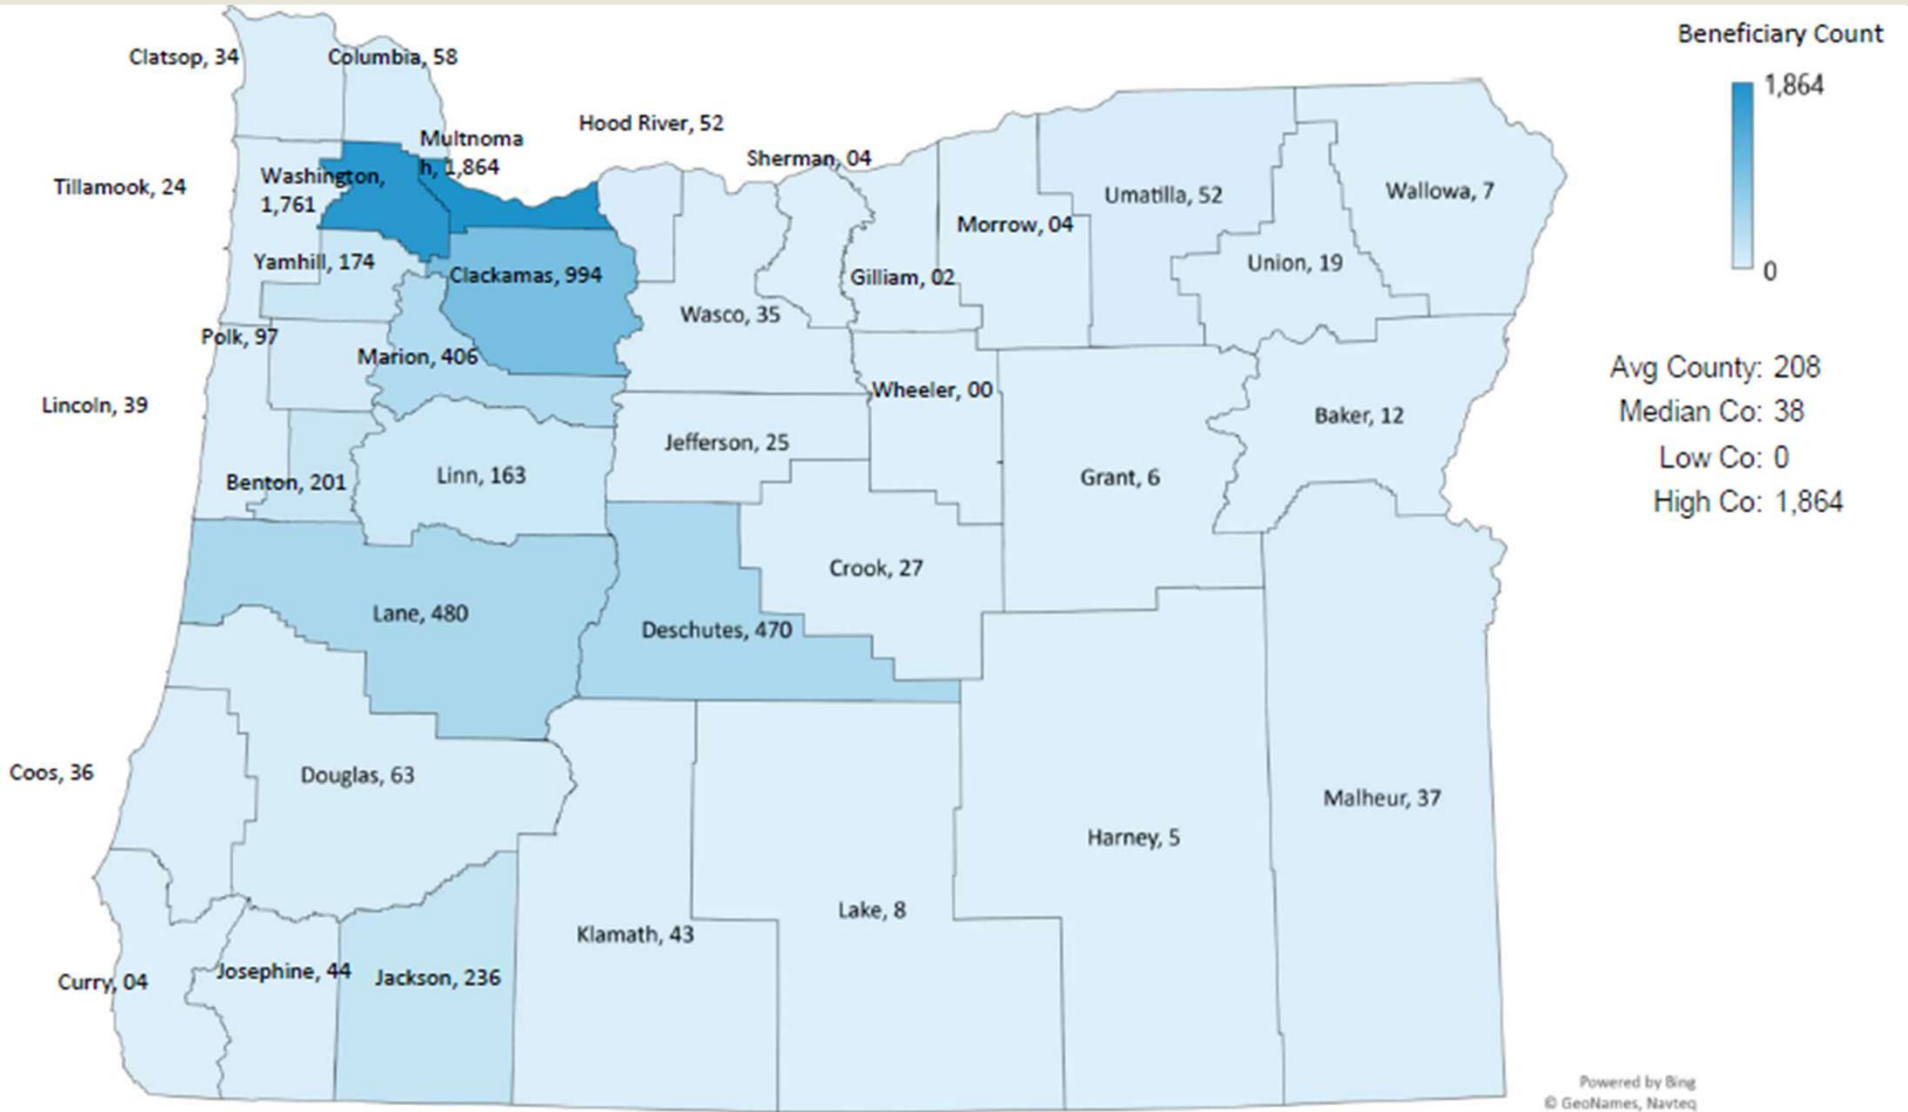 Clatsop, 34
Columbia, 58
Beneficiary Count
1,864
0
Hood River, 52
Multnoma
h, 1,864
Sherman, 04
Tillamook, 24
Washington,
1,761
Umatilla, 52
Wallowa, 7
Morrow, 04
Yamhill, 174
Clackamas, 994
Gilliam, 02
Union, 19
Wasco, 35
Polk, 97
Marion, 406
Wheeler, 00
Avg County: 208
Median Co: 38
Low Co: 0
High Co: 1,864
Lincoln, 39
Baker, 12
Jefferson, 25
Benton, 201
Linn, 163
Grant, 6
Crook, 27
Lane, 480
Deschutes, 470
Coos, 36
Douglas, 63
Malheur, 37
Harney, 5
Lake, 8
Klamath, 43
Curry, 04
Josephine, 44
Jackson, 236
Powered by Bing
© GeoNames, Navteq